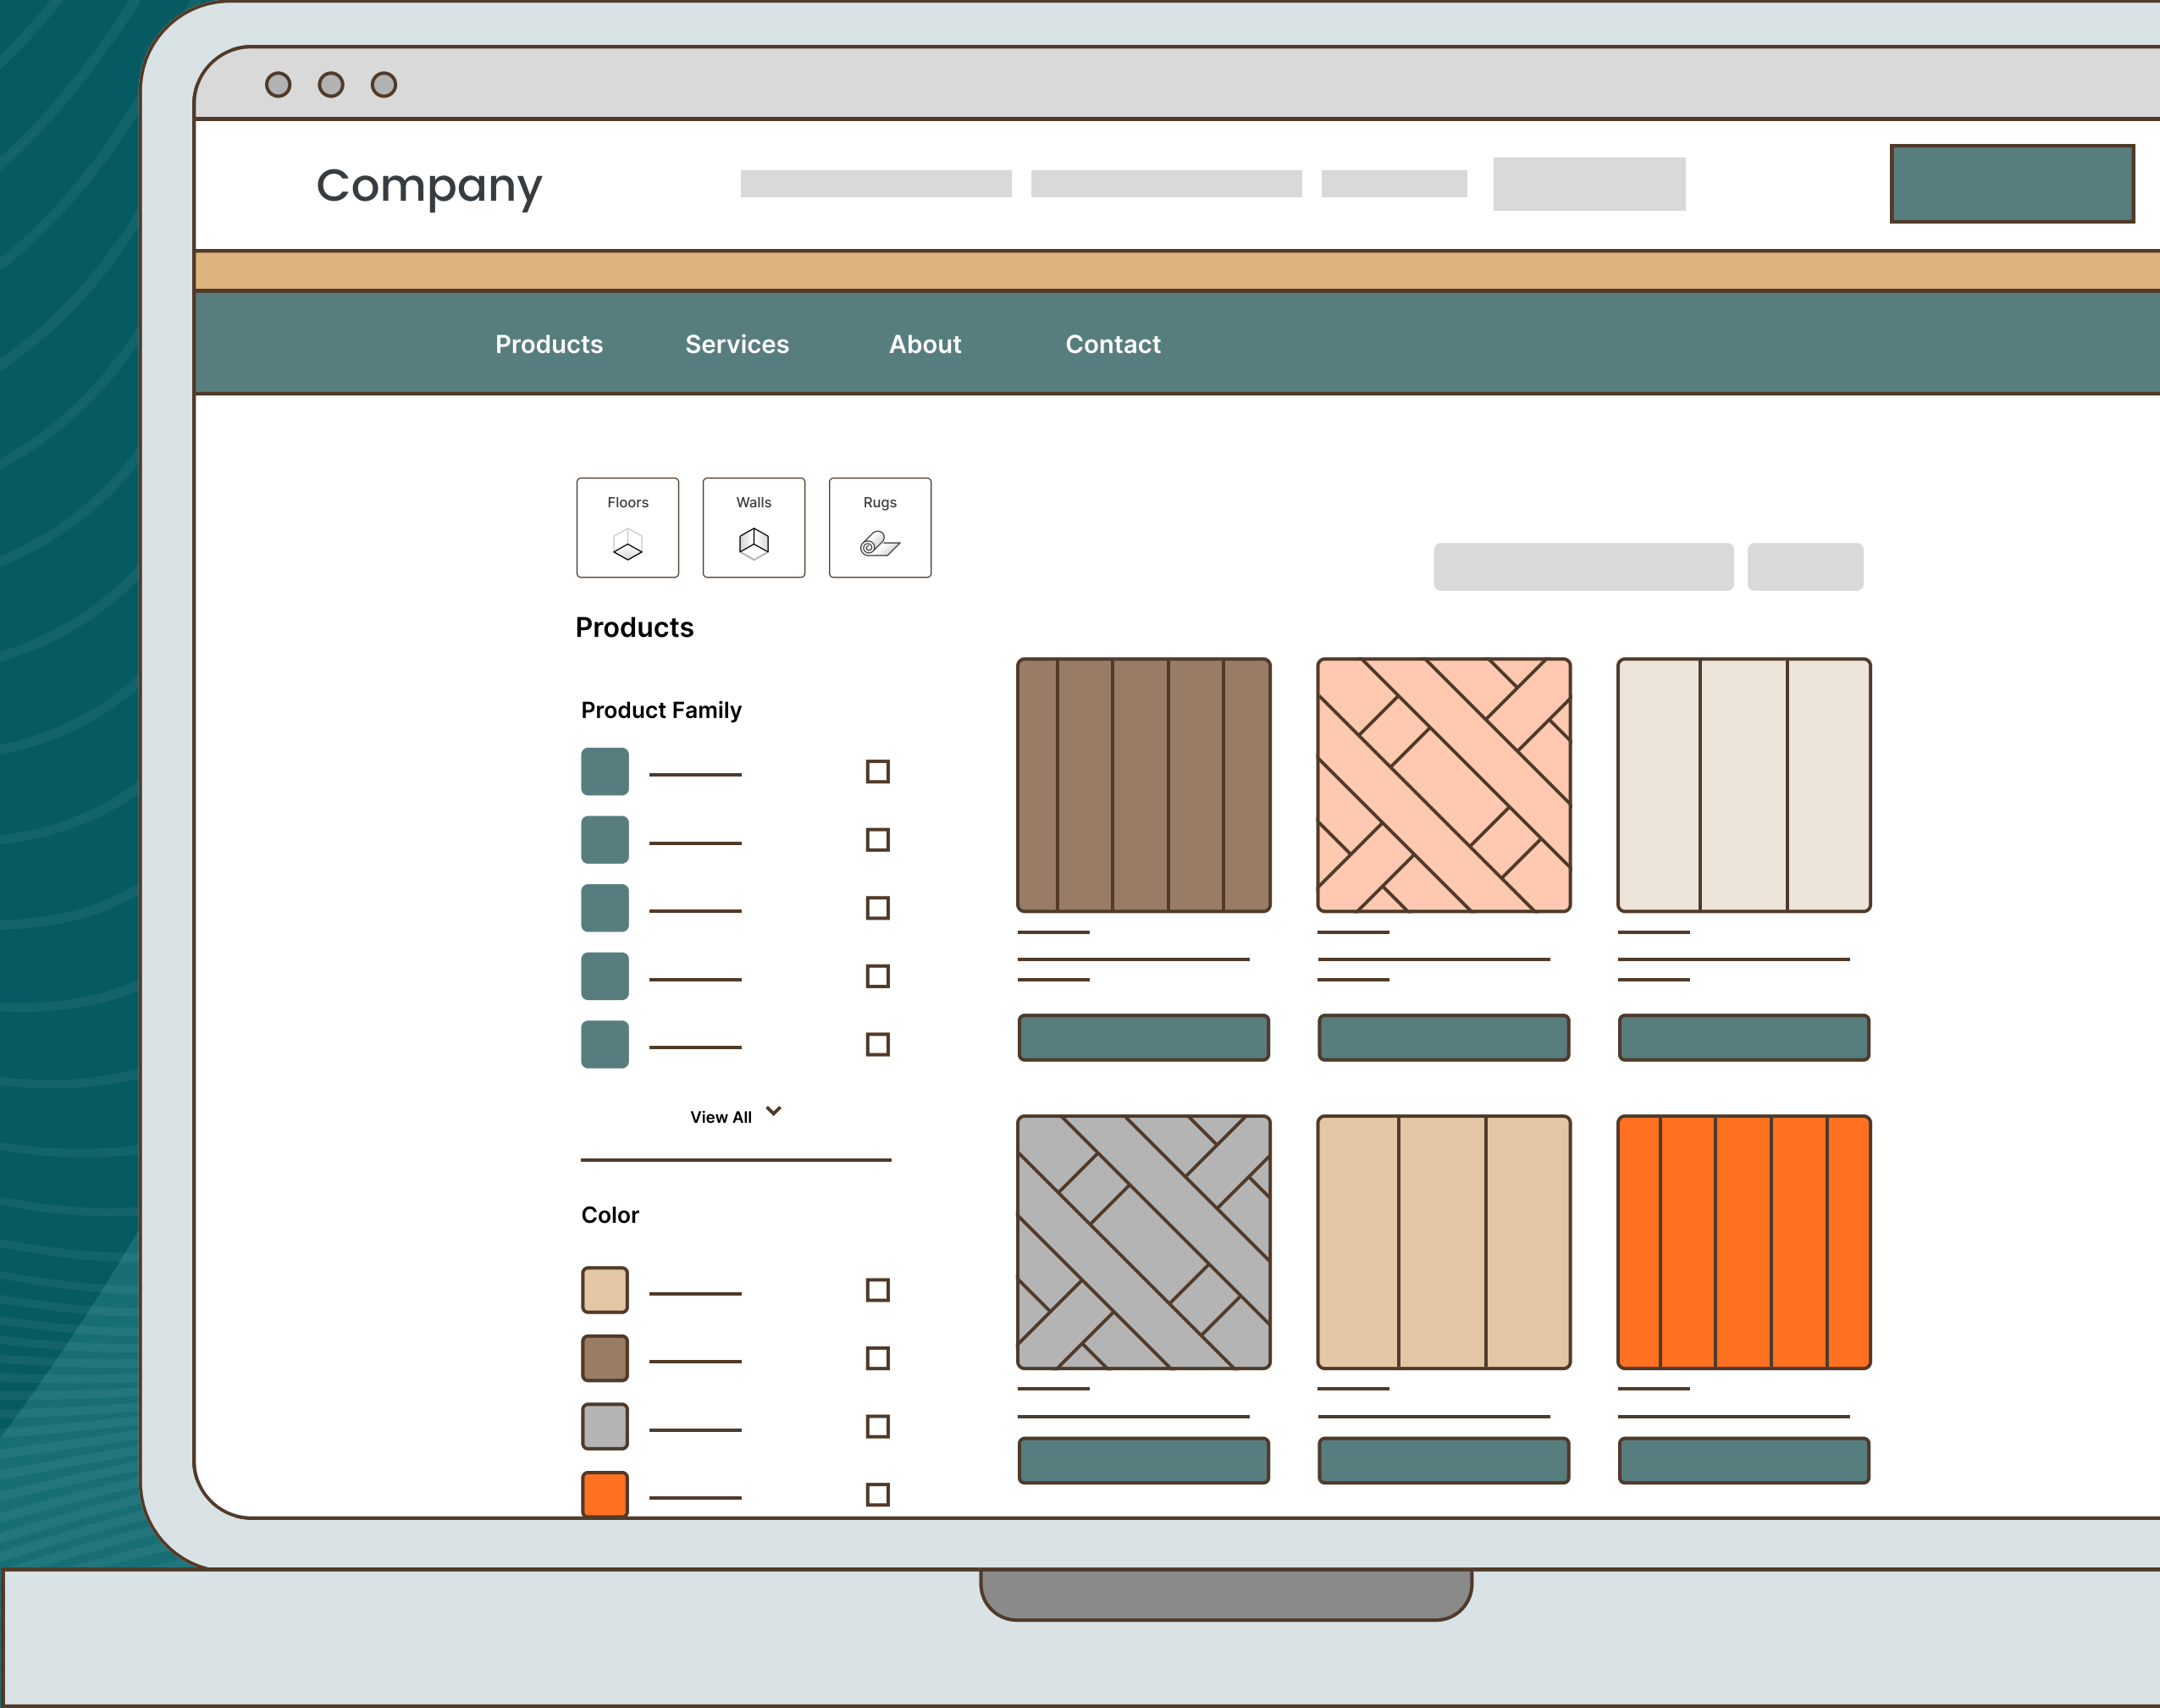 Company
Products Services About Contact
Floors Walls Rugs
Products
Product Family
View All
Color